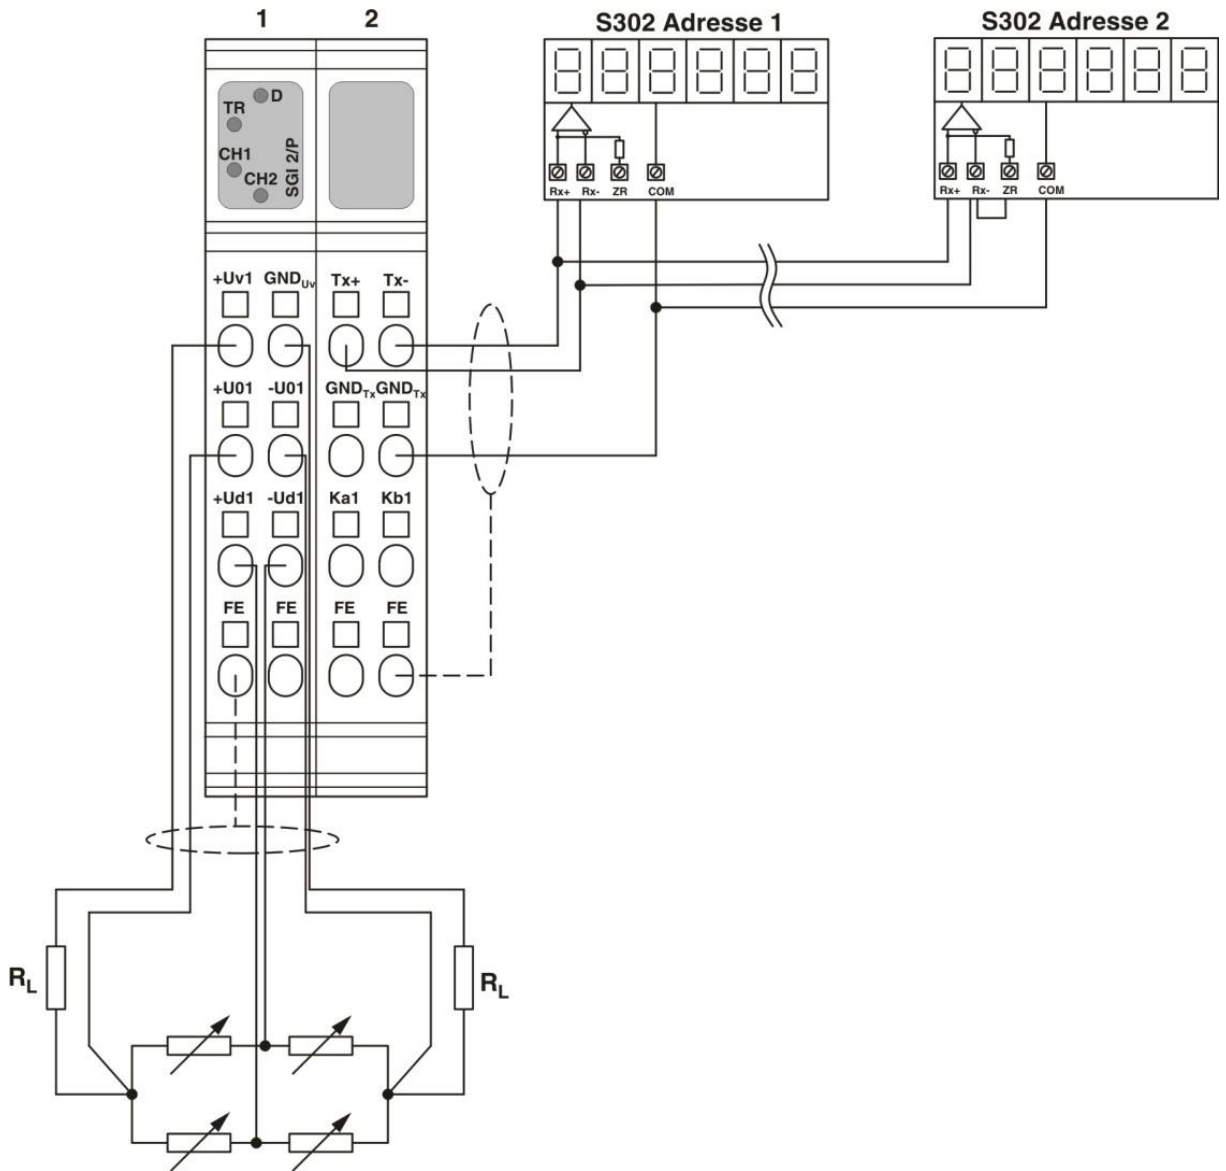 1 2
S302 Adresse 1
S302 Adresse 2
D
TR
CH1
CH2
SGI 2/P
Rx+ Rx- ZR COM
Rx+ Rx- ZR COM
+Uv1 GNDUv Tx+ Tx-
+U01 -U01 GNDTx GNDTx
+Ud1 -Ud1 Ka1 Kb1
FE FE FE FE
RL
RL